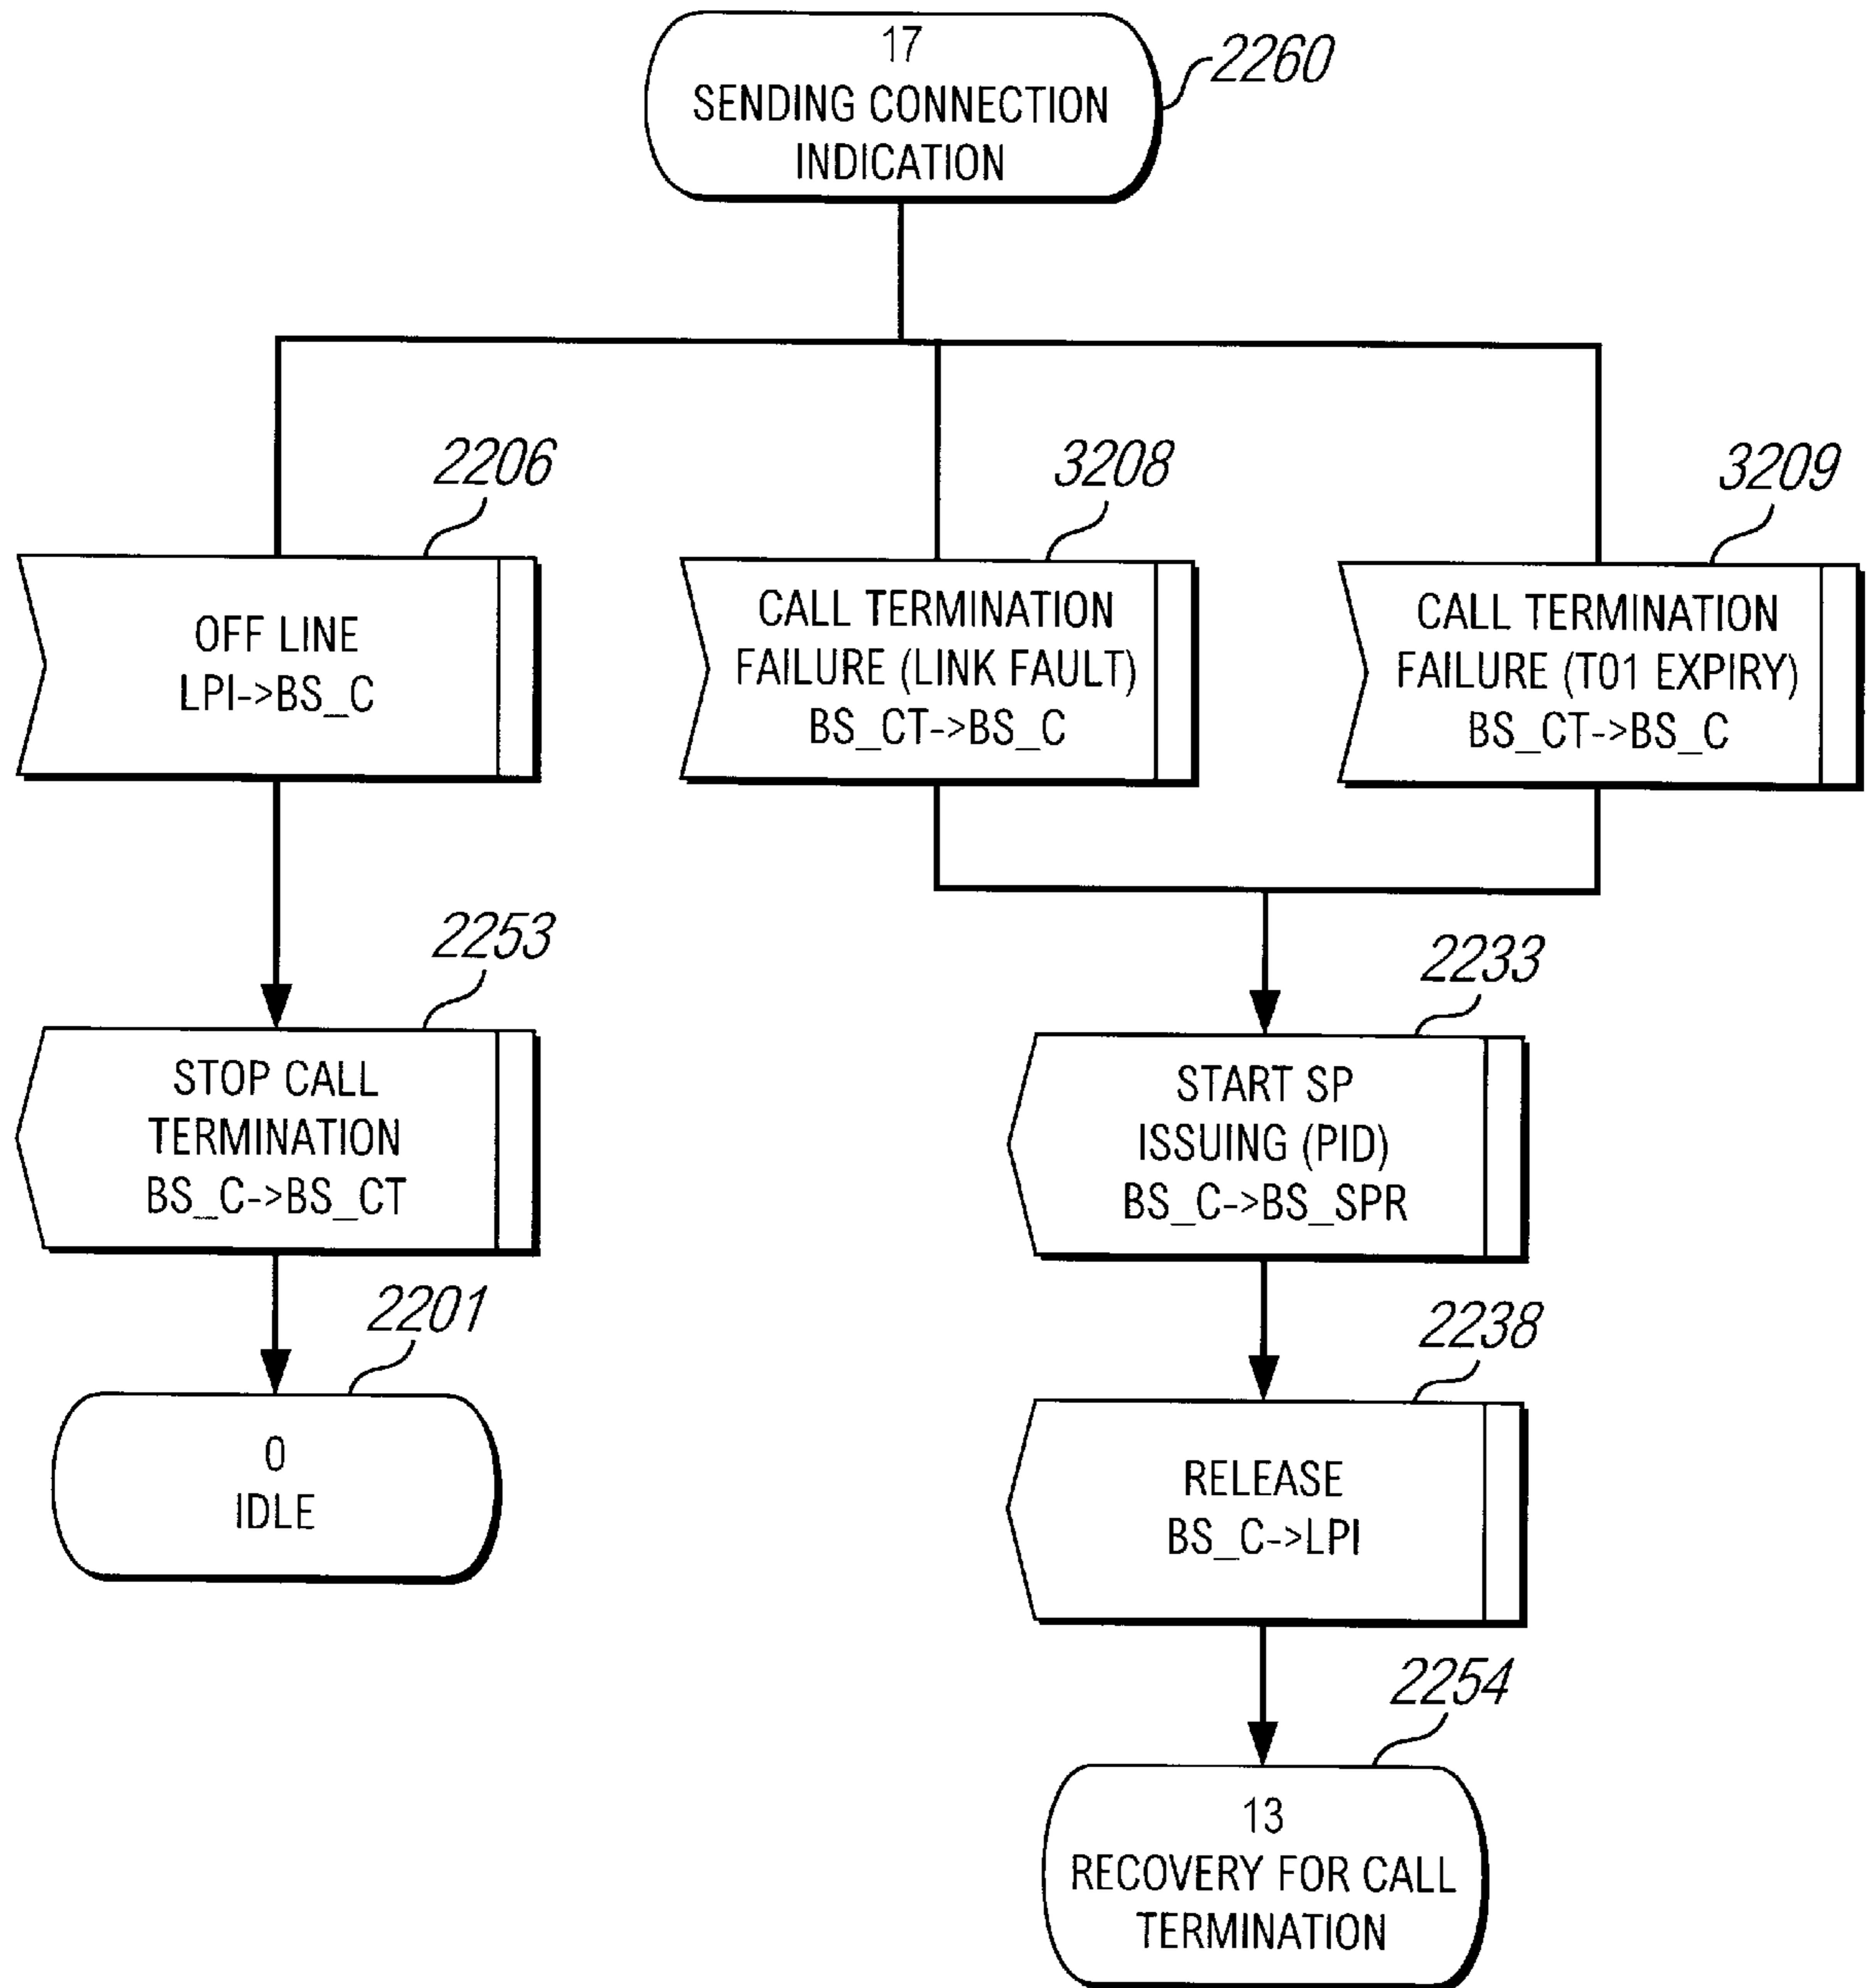 17
SENDING CONNECTION
INDICATION
2260
2206
3208
3209
OFF LINE
LPI->BS_C
CALL TERMINATION
FAILURE (LINK FAULT)
BS_CT->BS_C
CALL TERMINATION
FAILURE (T01 EXPIRY)
BS_CT->BS_C
2253
2233
STOP CALL
TERMINATION
BS_C->BS_CT
START SP
ISSUING (PID)
BS_C->BS_SPR
2201
2238
0
IDLE
RELEASE
BS_C->LPI
2254
13
RECOVERY FOR CALL
TERMINATION